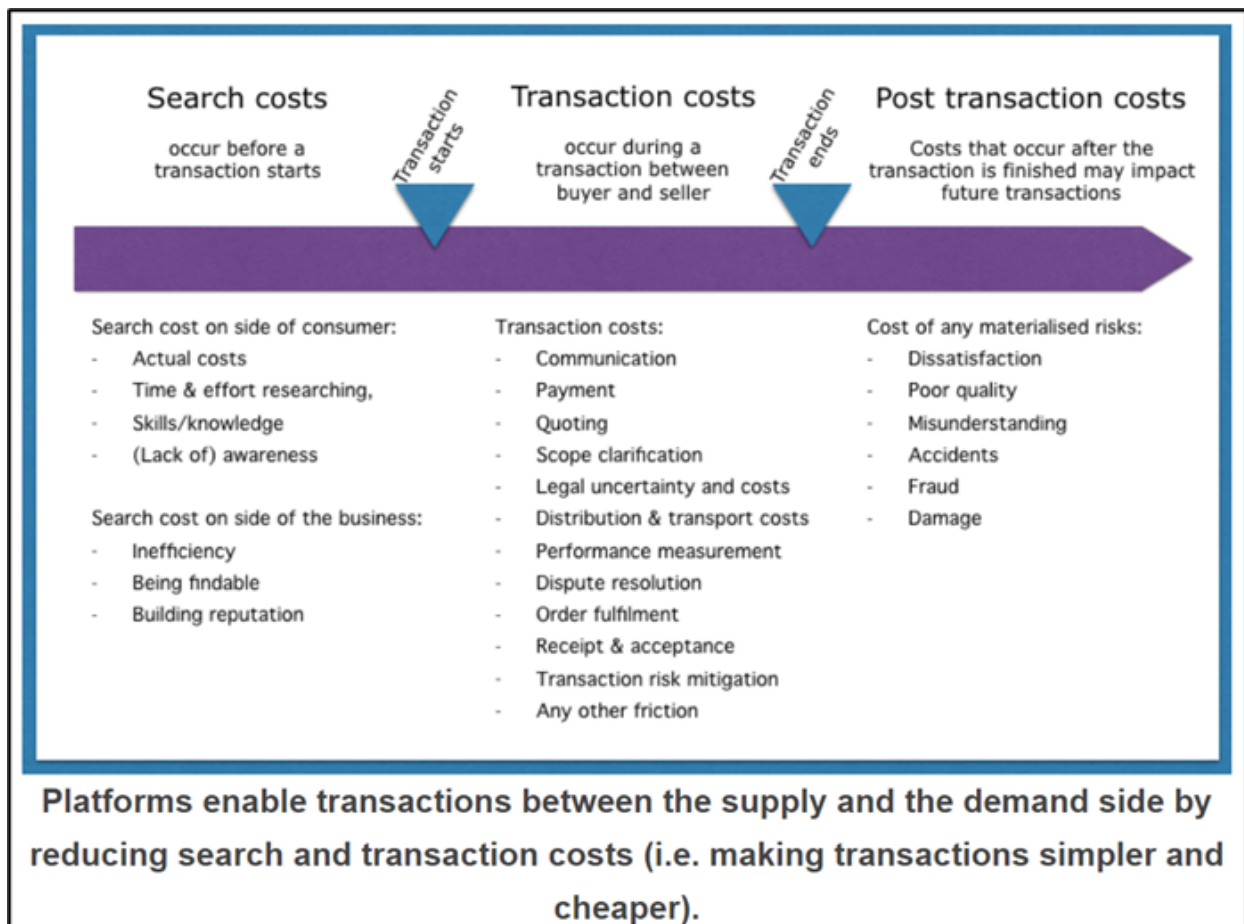 Search costs
occur before a
transaction starts
Transaction
starts
Transaction costs
occur during a
transaction between
buyer and seller
Transaction
ends
Post transaction costs
Costs that occur after the
transaction is finished may impact
future transactions
Search cost on side of consumer:
- Actual costs
- Time & effort researching,
- Skills/knowledge
- (Lack of) awareness
Search cost on side of the business:
- Inefficiency
- Being findable
- Building reputation
Transaction costs:
- Communication
- Payment
- Quoting
- Scope clarification
- Legal uncertainty and costs
- Distribution & transport costs
- Performance measurement
- Dispute resolution
- Order fulfilment
- Receipt & acceptance
- Transaction risk mitigation
- Any other friction
Cost of any materialised risks:
- Dissatisfaction
- Poor quality
- Misunderstanding
- Accidents
- Fraud
- Damage
Platforms enable transactions between the supply and the demand side by
reducing search and transaction costs (i.e. making transactions simpler and
cheaper).